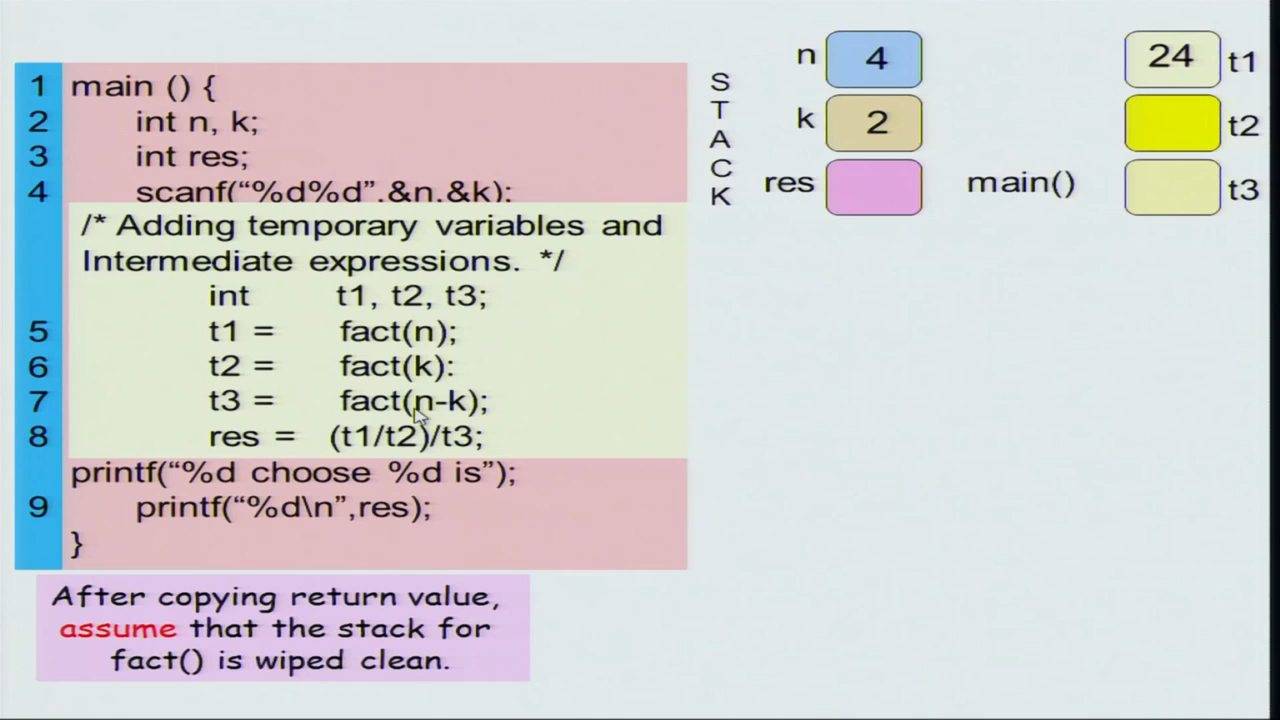 1 main () {
2 int n, k;
3 int res;
4 scanf(“%d%d”,&n,&k);
/* Adding temporary variables and
Intermediate expressions. */
int t1, t2, t3;
5 t1 = fact(n);
6 t2 = fact(k):
7 t3 = fact(n-k);
8 res = (t1/t2)/t3;
printf(“%d choose %d is”);
9 printf(“%d\n”,res);
}
After copying return value,
assume that the stack for
fact() is wiped clean.
STACK
n 4
k 2
res
main()
24 t1
t2
t3